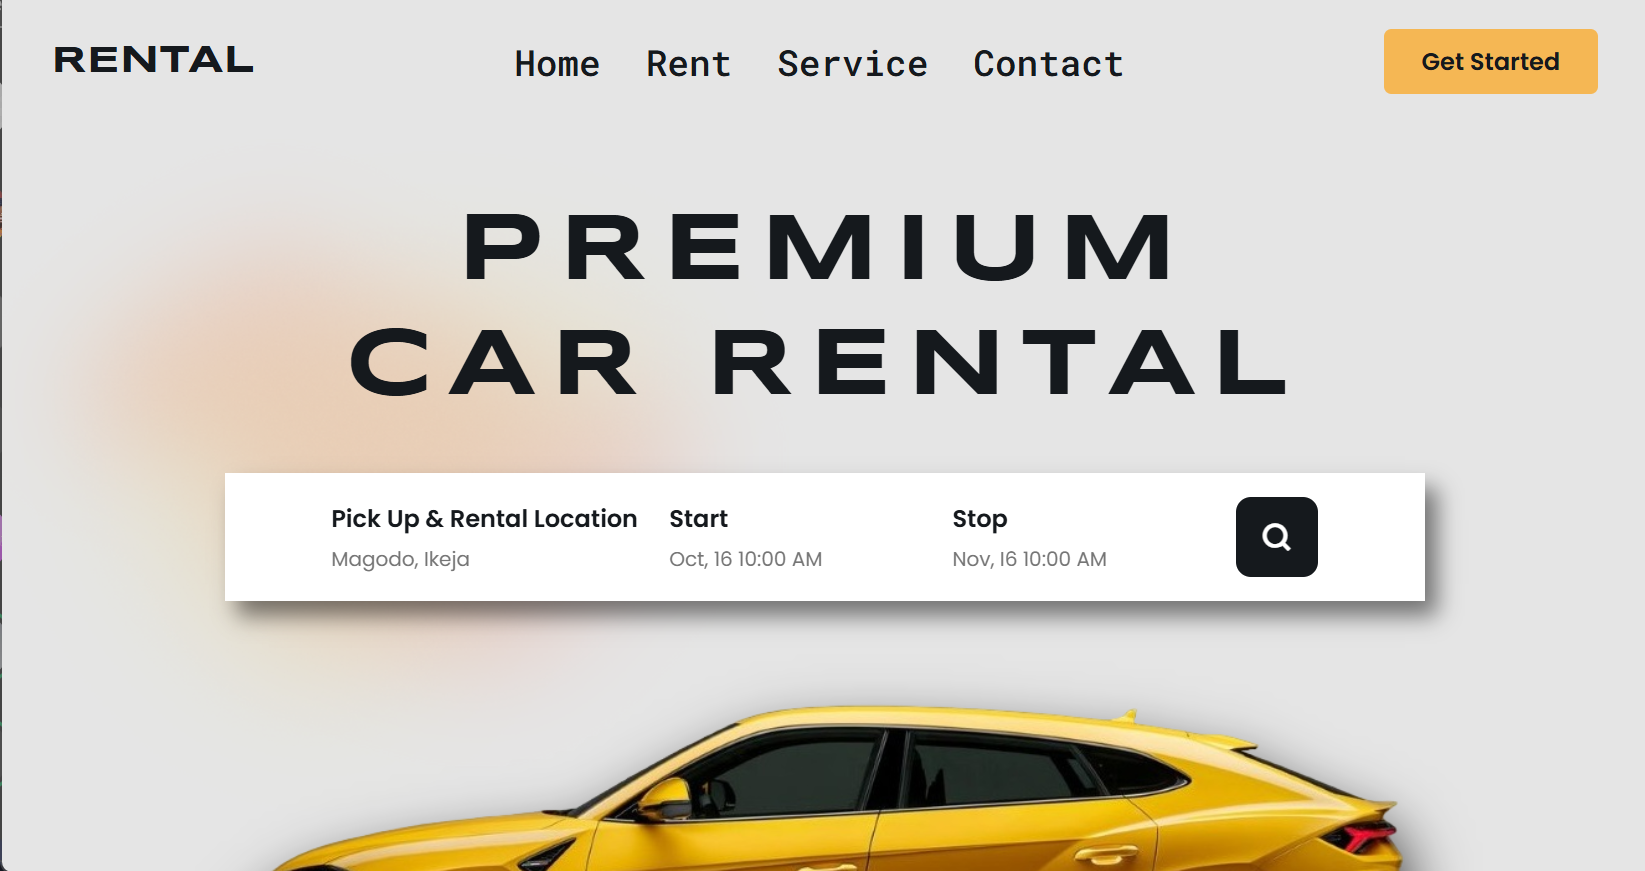 RENTAL
Home Rent Service Contact
Get Started
PREMIUM
CAR RENTAL
Pick Up & Rental Location Start Stop
Magodo, Ikeja Oct, 16 10:00 AM Nov, I6 10:00 AM